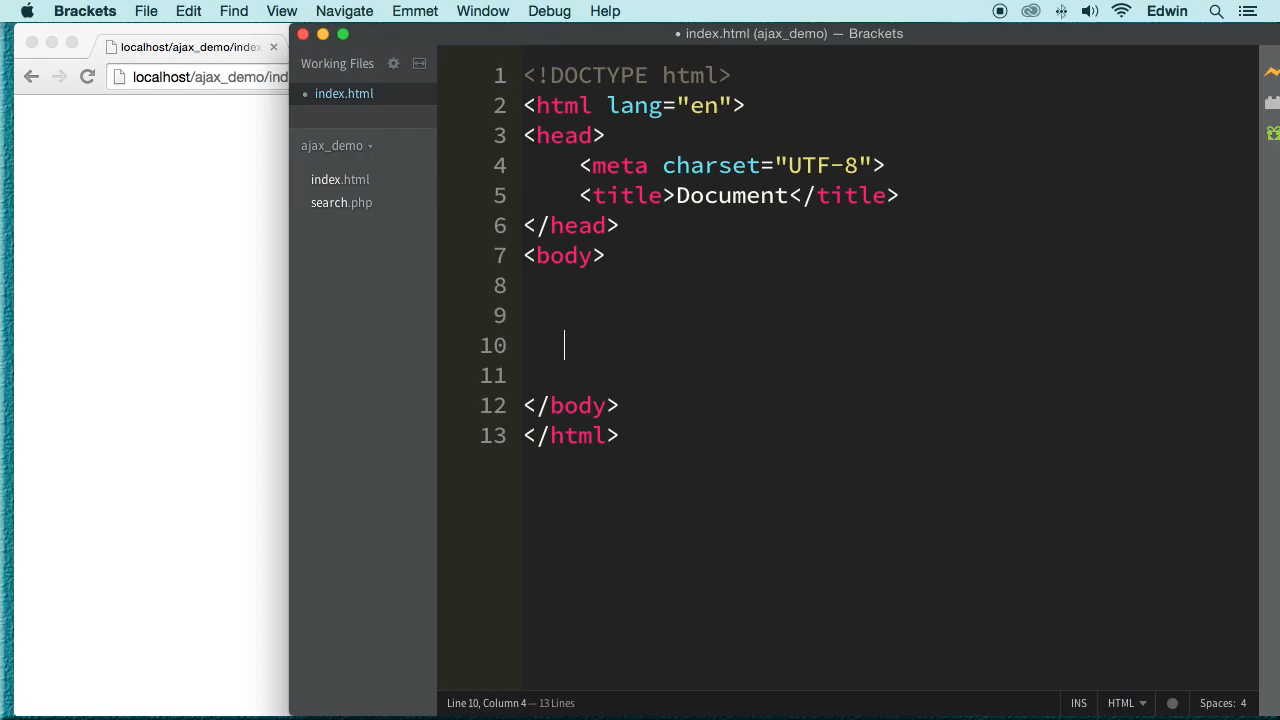 Brackets File Edit Find View Navigate Emmet Window Debug Help Edwin
localhost/ajax_demo/index.
localhost/ajax_demo/ind
• index.html (ajax_demo) — Brackets
Working Files
• index.html
ajax_demo
index.html
search.php
1 <!DOCTYPE html>
2 <html lang="en">
3 <head>
4 <meta charset="UTF-8">
5 <title>Document</title>
6 </head>
7 <body>
8
9
10
11
12 </body>
13 </html>
Line 10, Column 4 — 13 Lines
INS HTML Spaces: 4